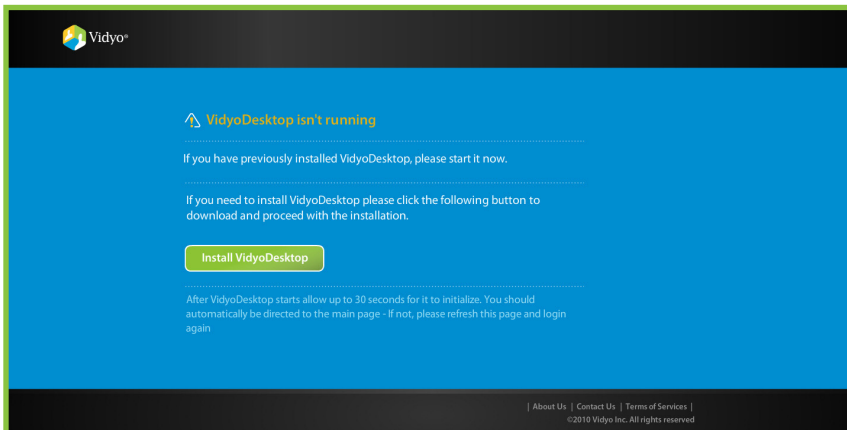 Vidyo®
VidyoDesktop isn't running
If you have previously installed VidyoDesktop, please start it now.
If you need to install VidyoDesktop please click the following button to
download and proceed with the installation.
Install VidyoDesktop
After VidyoDesktop starts allow up to 30 seconds for it to initialize. You should
automatically be directed to the main page - If not, please refresh this page and login
again
| About Us | Contact Us | Terms of Services |
©2010 Vidyo Inc. All rights reserved